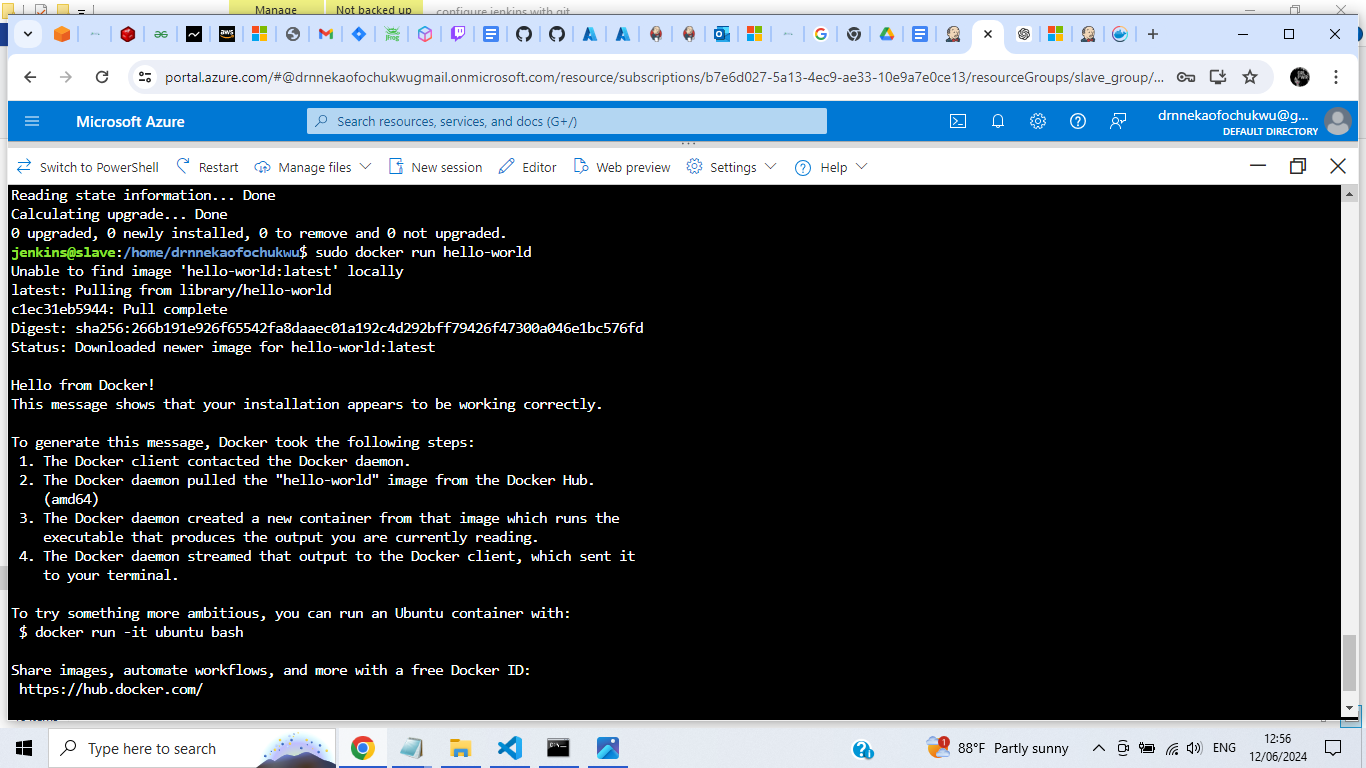 Manage
Not backed up
configure jenkins with git
portal.azure.com/#@drnnekaofochukwugmail.onmicrosoft.com/resource/subscriptions/b7e6d027-5a13-4ec9-ae33-10e9a7e0ce13/resourceGroups/slave_group/...
Microsoft Azure
Search resources, services, and docs (G+/)
drnnekaofochukwu@g...
DEFAULT DIRECTORY
Switch to PowerShell Restart Manage files New session Editor Web preview Settings Help
Reading state information... Done
Calculating upgrade... Done
0 upgraded, 0 newly installed, 0 to remove and 0 not upgraded.
jenkins@slave:/home/drnnekaofochukwu$ sudo docker run hello-world
Unable to find image 'hello-world:latest' locally
latest: Pulling from library/hello-world
c1ec31eb5944: Pull complete
Digest: sha256:266b191e926f65542fa8daaec01a192c4d292bff79426f47300a046e1bc576fd
Status: Downloaded newer image for hello-world:latest
Hello from Docker!
This message shows that your installation appears to be working correctly.
To generate this message, Docker took the following steps:
1. The Docker client contacted the Docker daemon.
2. The Docker daemon pulled the "hello-world" image from the Docker Hub.
(amd64)
3. The Docker daemon created a new container from that image which runs the
executable that produces the output you are currently reading.
4. The Docker daemon streamed that output to the Docker client, which sent it
to your terminal.
To try something more ambitious, you can run an Ubuntu container with:
$ docker run -it ubuntu bash
Share images, automate workflows, and more with a free Docker ID:
https://hub.docker.com/
Type here to search
1
88°F Partly sunny
ENG
12:56
12/06/2024